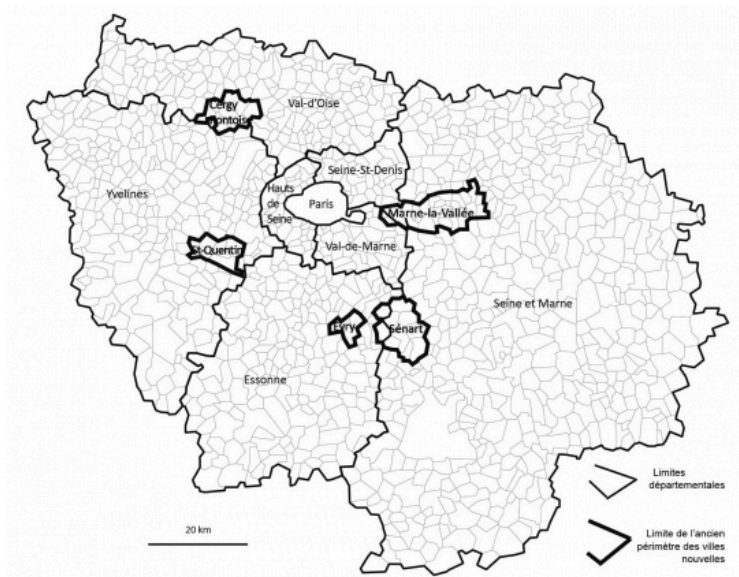 Cergy
Pontoise
Val-d'Oise
Yvelines
Seine-St-Denis
Hauts
de
Seine
Paris
Marne-la-Vallée
St-Quentin
Val-de-Marne
Seine et Marne
Evry
Sénart
Essonne
Limites
départementales
20 km
Limite de l'ancien
périmètre des villes
nouvelles